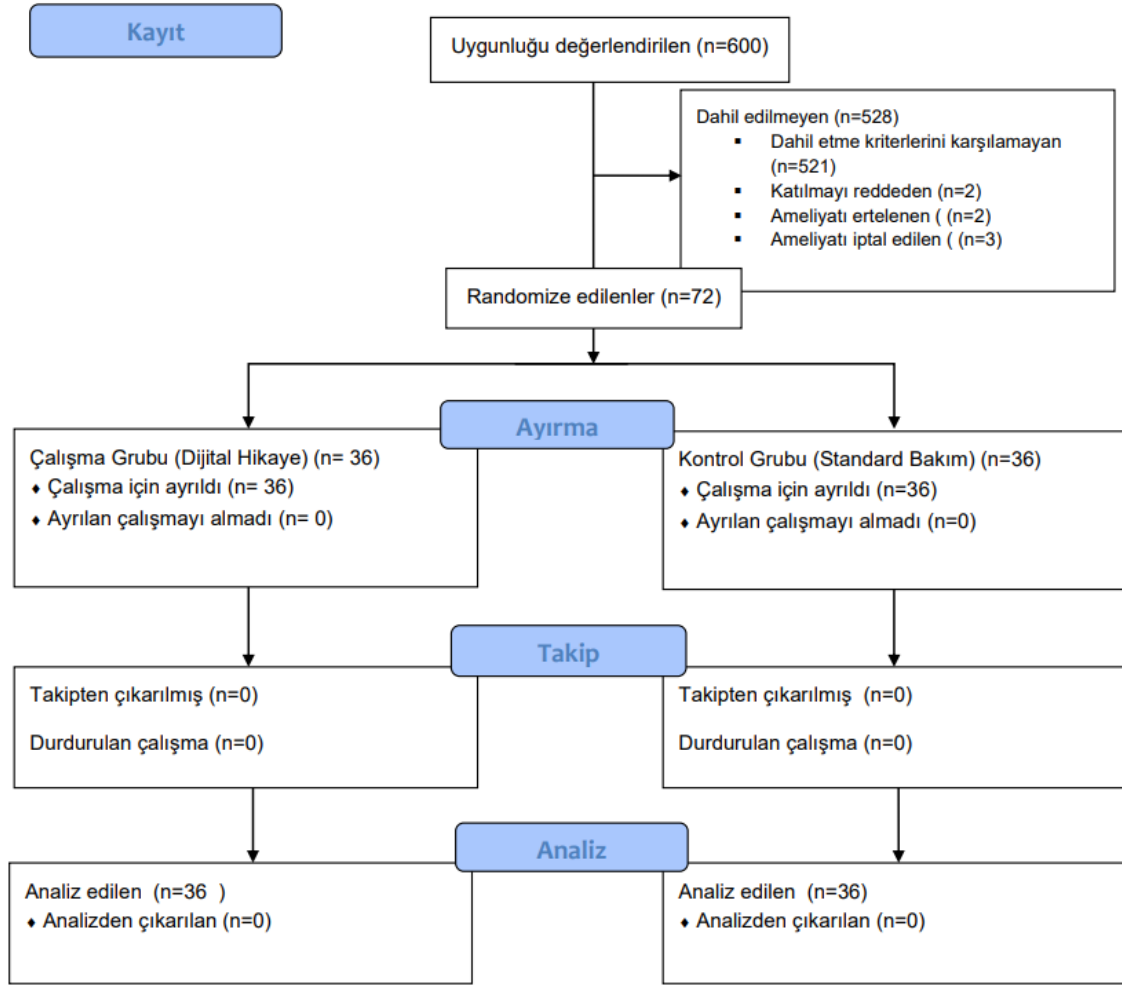 Kayıt
Uygunluğu değerlendirilen (n=600)
Dahil edilmeyen (n=528)
▪ Dahil etme kriterlerini karşılamayan
(n=521)
▪ Katılmayı reddeden (n=2)
▪ Ameliyatı ertelenen ( (n=2)
▪ Ameliyatı iptal edilen ( (n=3)
Randomize edilenler (n=72)
Ayırma
Çalışma Grubu (Dijital Hikaye) (n= 36)
♦ Çalışma için ayrıldı (n= 36)
♦ Ayrılan çalışmayı almadı (n= 0)
Kontrol Grubu (Standard Bakım) (n=36)
♦ Çalışma için ayrıldı (n=36)
♦ Ayrılan çalışmayı almadı (n=0)
Takip
Takipten çıkarılmış (n=0)
Durdurulan çalışma (n=0)
Takipten çıkarılmış (n=0)
Durdurulan çalışma (n=0)
Analiz
Analiz edilen (n=36 )
♦ Analizden çıkarılan (n=0)
Analiz edilen (n=36)
♦ Analizden çıkarılan (n=0)